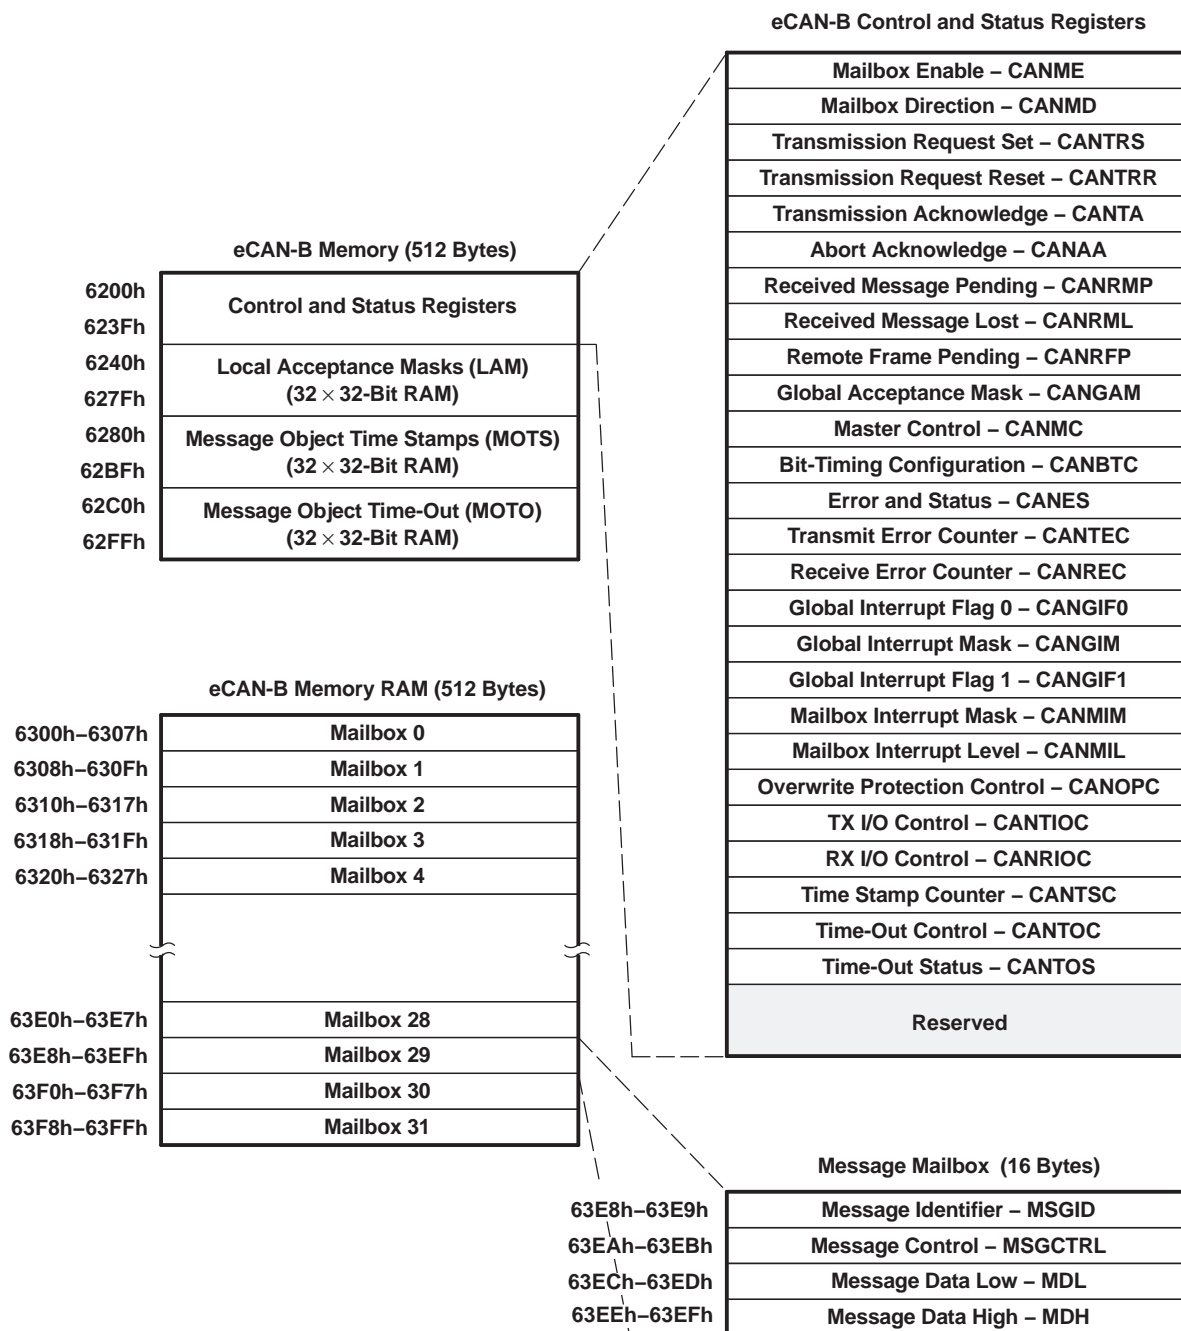 eCAN-B Control and Status Registers
Mailbox Enable – CANME
Mailbox Direction – CANMD
Transmission Request Set – CANTRS
Transmission Request Reset – CANTRR
Transmission Acknowledge – CANTA
Abort Acknowledge – CANAA
Received Message Pending – CANRMP
Received Message Lost – CANRML
Remote Frame Pending – CANRFP
Global Acceptance Mask – CANGAM
Master Control – CANMC
Bit-Timing Configuration – CANBTC
Error and Status – CANES
Transmit Error Counter – CANTEC
Receive Error Counter – CANREC
Global Interrupt Flag 0 – CANGIF0
Global Interrupt Mask – CANGIM
Global Interrupt Flag 1 – CANGIF1
Mailbox Interrupt Mask – CANMIM
Mailbox Interrupt Level – CANMIL
Overwrite Protection Control – CANOPC
TX I/O Control – CANTIOC
RX I/O Control – CANRIOC
Time Stamp Counter – CANTSC
Time-Out Control – CANTOC
Time-Out Status – CANTOS
Reserved
eCAN-B Memory (512 Bytes)
6200h
Control and Status Registers
623Fh
6240h
Local Acceptance Masks (LAM)
(32 × 32-Bit RAM)
627Fh
6280h
Message Object Time Stamps (MOTS)
(32 × 32-Bit RAM)
62BFh
62C0h
Message Object Time-Out (MOTO)
(32 × 32-Bit RAM)
62FFh
eCAN-B Memory RAM (512 Bytes)
6300h–6307h Mailbox 0
6308h–630Fh Mailbox 1
6310h–6317h Mailbox 2
6318h–631Fh Mailbox 3
6320h–6327h Mailbox 4
63E0h–63E7h Mailbox 28
63E8h–63EFh Mailbox 29
63F0h–63F7h Mailbox 30
63F8h–63FFh Mailbox 31
Message Mailbox (16 Bytes)
63E8h–63E9h Message Identifier – MSGID
63EAh–63EBh Message Control – MSGCTRL
63ECh–63EDh Message Data Low – MDL
63EEh–63EFh Message Data High – MDH